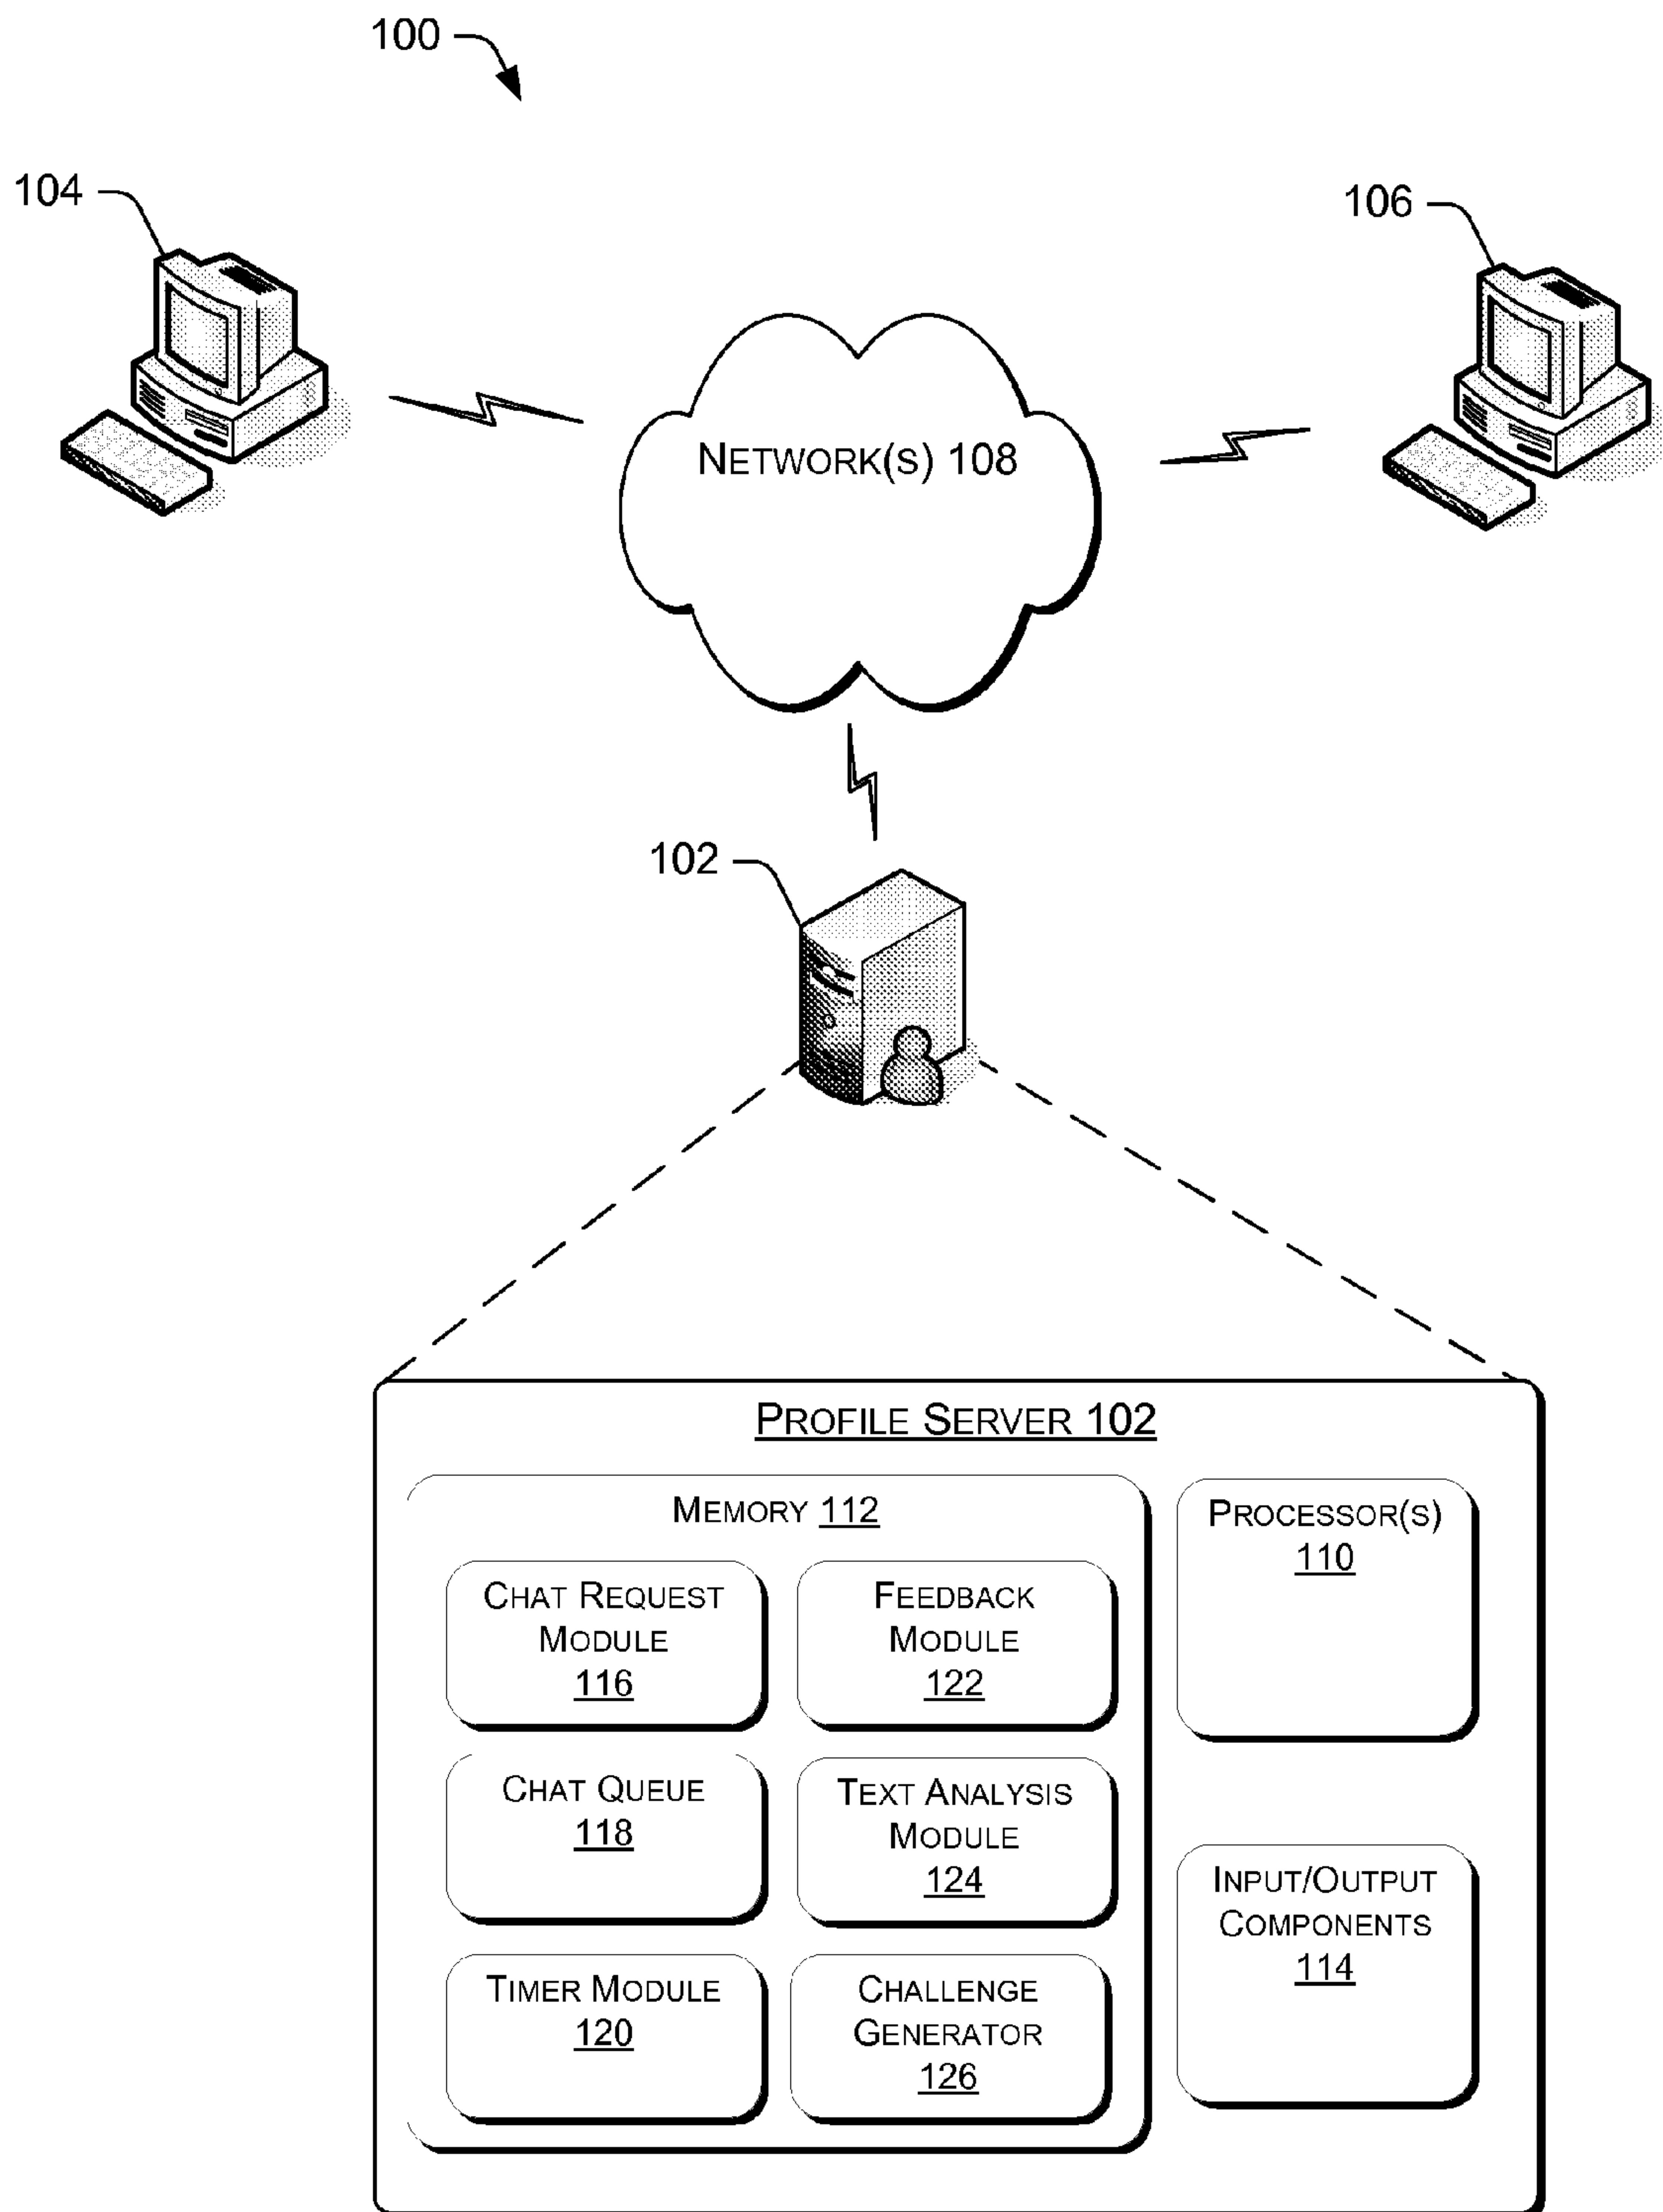 100
104
106
NETWORK(S) 108
102
PROFILE SERVER 102
MEMORY 112
CHAT REQUEST
MODULE
116
FEEDBACK
MODULE
122
CHAT QUEUE
118
TEXT ANALYSIS
MODULE
124
TIMER MODULE
120
CHALLENGE
GENERATOR
126
PROCESSOR(S)
110
INPUT/OUTPUT
COMPONENTS
114